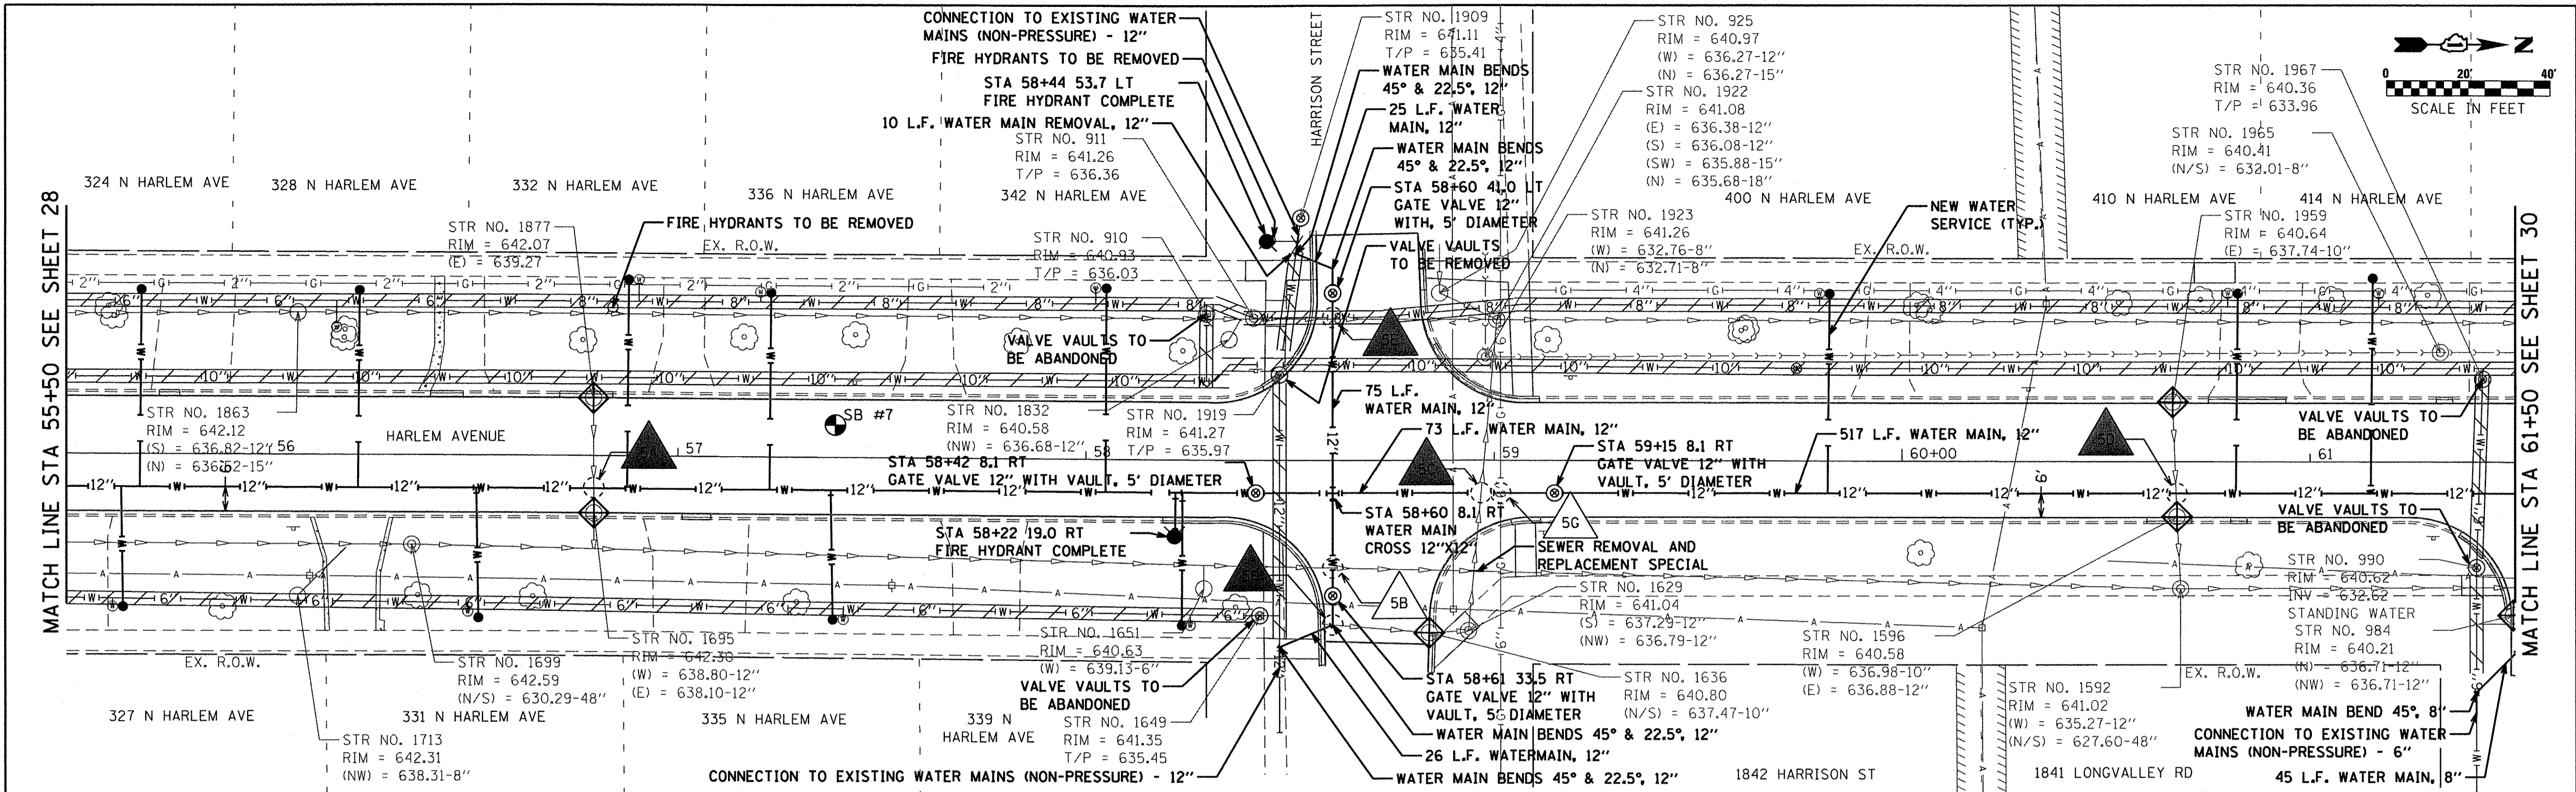 MATCH LINE STA 55+50 SEE SHEET 28
CONNECTION TO EXISTING WATER
MAINS (NON-PRESSURE) - 12"
FIRE HYDRANTS TO BE REMOVED
STA 58+44 53.7 LT
FIRE HYDRANT COMPLETE
10 L.F. WATER MAIN REMOVAL, 12"
STR NO. 911
RIM = 641.26
T/P = 636.36
HARRISON STREET
STR NO. 1909
RIM = 641.11
T/P = 635.41
WATER MAIN BENDS
45° & 22.5°, 12"
25 L.F. WATER
MAIN, 12"
WATER MAIN BENDS
45° & 22.5°, 12"
STA 58+60 41.0 LT
GATE VALVE 12"
WITH, 5' DIAMETER
VALVE VAULTS
TO BE REMOVED
STR NO. 925
RIM = 640.97
(W) = 636.27-12"
(N) = 636.27-15"
STR NO. 1922
RIM = 641.08
(E) = 636.38-12"
(S) = 636.08-12"
(SW) = 635.88-15"
(N) = 635.68-18"
N
0 20' 40'
SCALE IN FEET
STR NO. 1967
RIM = 640.36
T/P = 633.96
STR NO. 1965
RIM = 640.41
(N/S) = 632.01-8"
324 N HARLEM AVE
328 N HARLEM AVE
332 N HARLEM AVE
336 N HARLEM AVE
342 N HARLEM AVE
400 N HARLEM AVE
410 N HARLEM AVE
414 N HARLEM AVE
STR NO. 1877
RIM = 642.07
(E) = 639.27
FIRE HYDRANTS TO BE REMOVED
EX. R.O.W.
STR NO. 910
RIM = 640.93
T/P = 636.03
STR NO. 1923
RIM = 641.26
(W) = 632.76-8"
(N) = 632.71-8"
NEW WATER
SERVICE (TYP.)
EX. R.O.W.
STR NO. 1959
RIM = 640.64
(E) = 637.74-10"
VALVE VAULTS TO
BE ABANDONED
5E
STR NO. 1863
RIM = 642.12
(S) = 636.82-12"
(N) = 636.62-15"
56
HARLEM AVENUE
5A
57
SB #7
STR NO. 1832
RIM = 640.58
(NW) = 636.68-12"
58
STR NO. 1919
RIM = 641.27
T/P = 635.97
75 L.F.
WATER MAIN, 12"
73 L.F. WATER MAIN, 12"
5C
59
STA 59+15 8.1 RT
GATE VALVE 12" WITH
VAULT, 5' DIAMETER
517 L.F. WATER MAIN, 12"
60+00
5D
61
VALVE VAULTS TO
BE ABANDONED
STA 58+42 8.1 RT
GATE VALVE 12" WITH VAULT, 5' DIAMETER
6'
STA 58+22 19.0 RT
FIRE HYDRANT COMPLETE
STA 58+60 8.1 RT
WATER MAIN
CROSS 12"X12"
5G
SEWER REMOVAL AND
REPLACEMENT SPECIAL
5B
9'
VALVE VAULTS TO
BE ABANDONED
STR NO. 990
RIM = 640.62
INV = 632.62
STANDING WATER
STR NO. 984
RIM = 640.21
(N) = 636.71-12"
(NW) = 636.71-12"
EX. R.O.W.
STR NO. 1699
RIM = 642.59
(N/S) = 630.29-48"
STR NO. 1695
RIM = 642.30
(W) = 638.80-12"
(E) = 638.10-12"
STR NO. 1651
RIM = 640.63
(W) = 639.13-6"
VALVE VAULTS TO
BE ABANDONED
STR NO. 1649
RIM = 641.35
T/P = 635.45
STR NO. 1629
RIM = 641.04
(S) = 637.29-12"
(NW) = 636.79-12"
STR NO. 1636
RIM = 640.80
(N/S) = 637.47-10"
STR NO. 1596
RIM = 640.58
(W) = 636.98-10"
(E) = 636.88-12"
STR NO. 1592
RIM = 641.02
(W) = 635.27-12"
(N/S) = 627.60-48"
EX. R.O.W.
327 N HARLEM AVE
331 N HARLEM AVE
335 N HARLEM AVE
339 N
HARLEM AVE
STR NO. 1713
RIM = 642.31
(NW) = 638.31-8"
STA 58+61 33.5 RT
GATE VALVE 12" WITH
VAULT, 5' DIAMETER
WATER MAIN BENDS 45° & 22.5°, 12"
26 L.F. WATERMAIN, 12"
WATER MAIN BENDS 45° & 22.5°, 12"
CONNECTION TO EXISTING WATER MAINS (NON-PRESSURE) - 12"
1842 HARRISON ST
1841 LONGVALLEY RD
WATER MAIN BEND 45°, 8"
CONNECTION TO EXISTING WATER
MAINS (NON-PRESSURE) - 6"
45 L.F. WATER MAIN, 8"
MATCH LINE STA 61+50 SEE SHEET 30